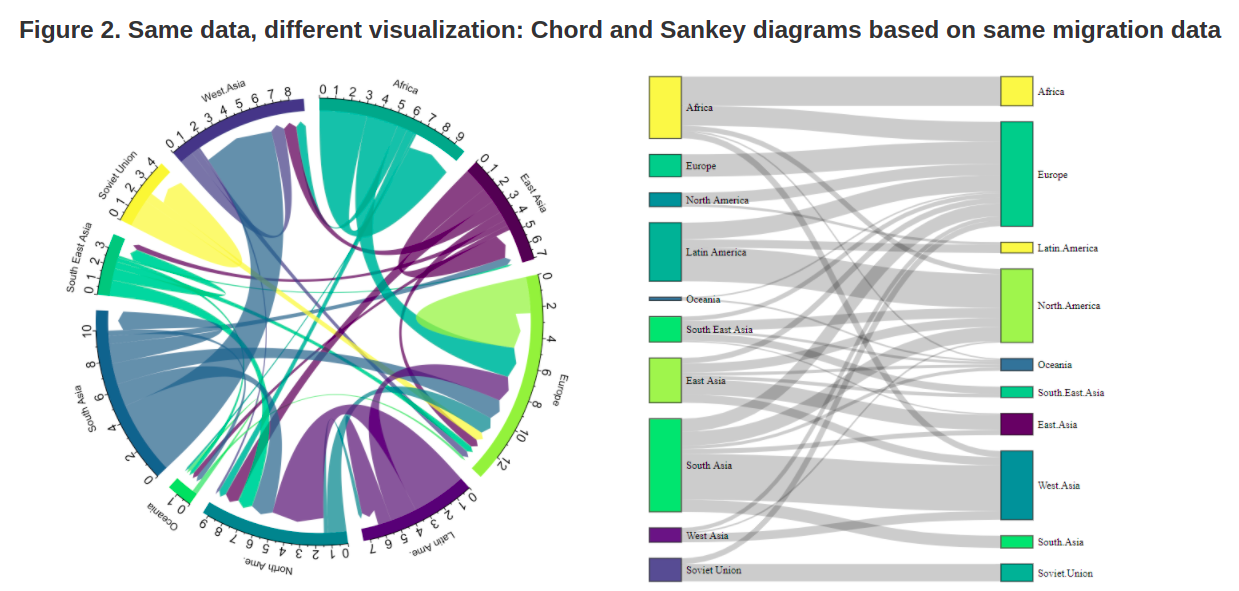 Figure 2. Same data, different visualization: Chord and Sankey diagrams based on same migration data
West.Asia
0 1 2 3 4 5 6 7 8
Africa
0 1 2 3 4 5 6 7 8 9
East Asia
0 1 2 3 4 5 6 7
Europe
0 2 4 6 8 10 12
Latin Ame.
0 1 2 3 4 5 6 7
North Ame.
0 1 2 3 4 5 6 7 8 9
Oceania
0 1
South Asia
0 2 4 6 8 10
South East Asia
0 1 2 3
Soviet Union
0 1 2 3 4
Africa
Europe
North America
Latin America
Oceania
South East Asia
East Asia
South Asia
West Asia
Soviet Union
Africa
Europe
Latin.America
North.America
Oceania
South.East.Asia
East.Asia
West.Asia
South.Asia
Soviet.Union